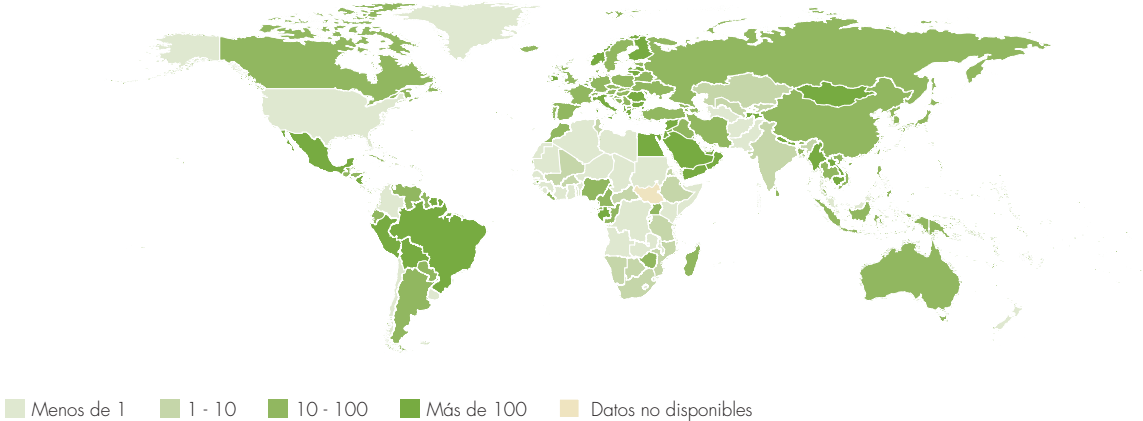 Menos de 1
1 - 10
10 - 100
Más de 100
Datos no disponibles